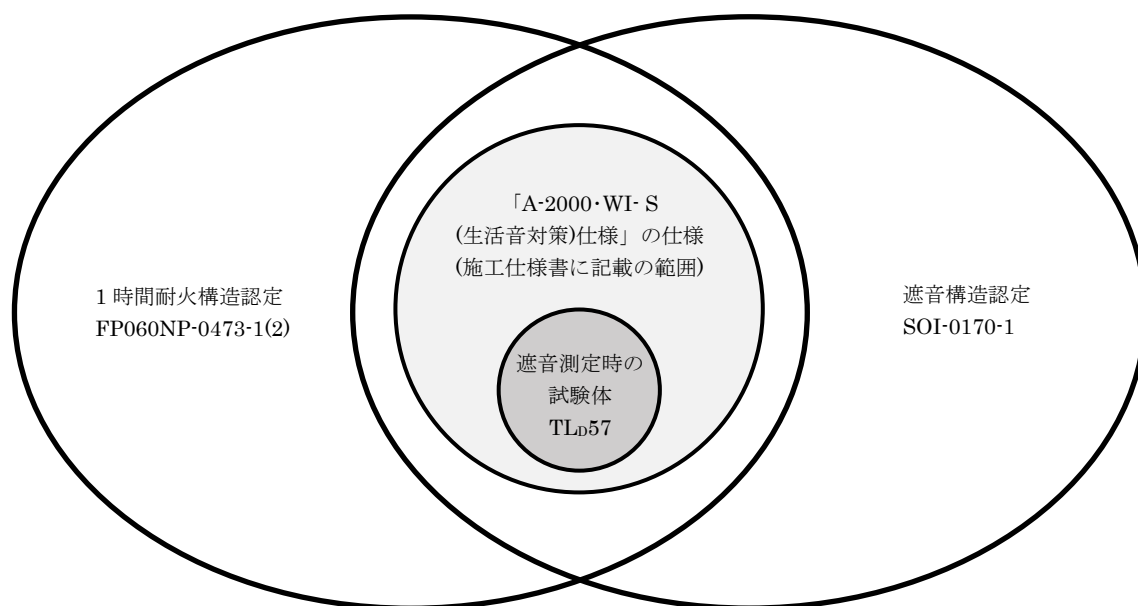 1 時間耐火構造認定
FP060NP-0473-1(2)
「A-2000・WI- S
(生活音対策)仕様」の仕様
(施工仕様書に記載の範囲)
遮音測定時の
試験体
TLD57
遮音構造認定
SOI-0170-1